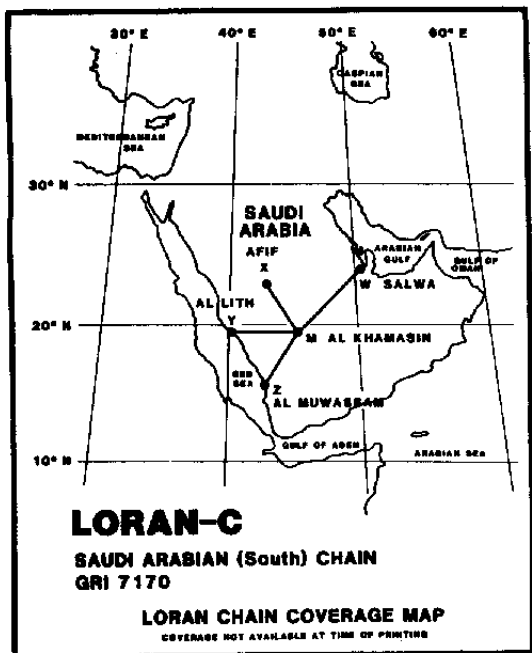 30° E
40° E
50° E
60° E
CASPIAN
SEA
MEDITERRANEAN
SEA
30° N
SAUDI
ARABIA
AFIF
X
ARABIAN
GULF
GULF OF
OMAN
W SALWA
AL LITH
Y
20° N
M AL KHAMASIN
RED
SEA
Z
AL MUWASSAM
GULF OF ADEN
ARABIAN SEA
10° N
LORAN-C
SAUDI ARABIAN (South) CHAIN
GRI 7170
LORAN CHAIN COVERAGE MAP
COVERAGE NOT AVAILABLE AT TIME OF PRINTING